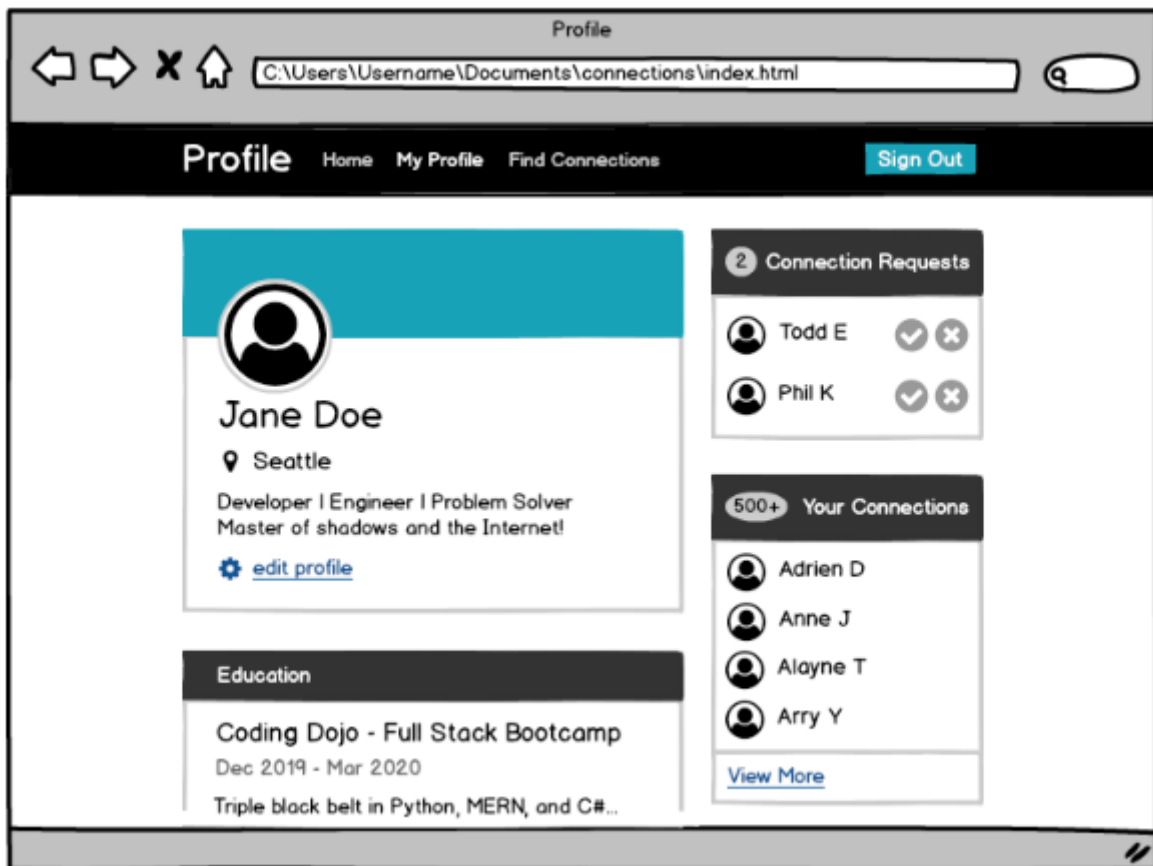 Profile
C:\Users\Username\Documents\connections\index.html
Profile Home My Profile Find Connections Sign Out
Jane Doe
Seattle
Developer | Engineer | Problem Solver
Master of shadows and the Internet!
edit profile
Education
Coding Dojo - Full Stack Bootcamp
Dec 2019 - Mar 2020
Triple black belt in Python, MERN, and C#...
2 Connection Requests
Todd E
Phil K
500+ Your Connections
Adrien D
Anne J
Alayne T
Arry Y
View More